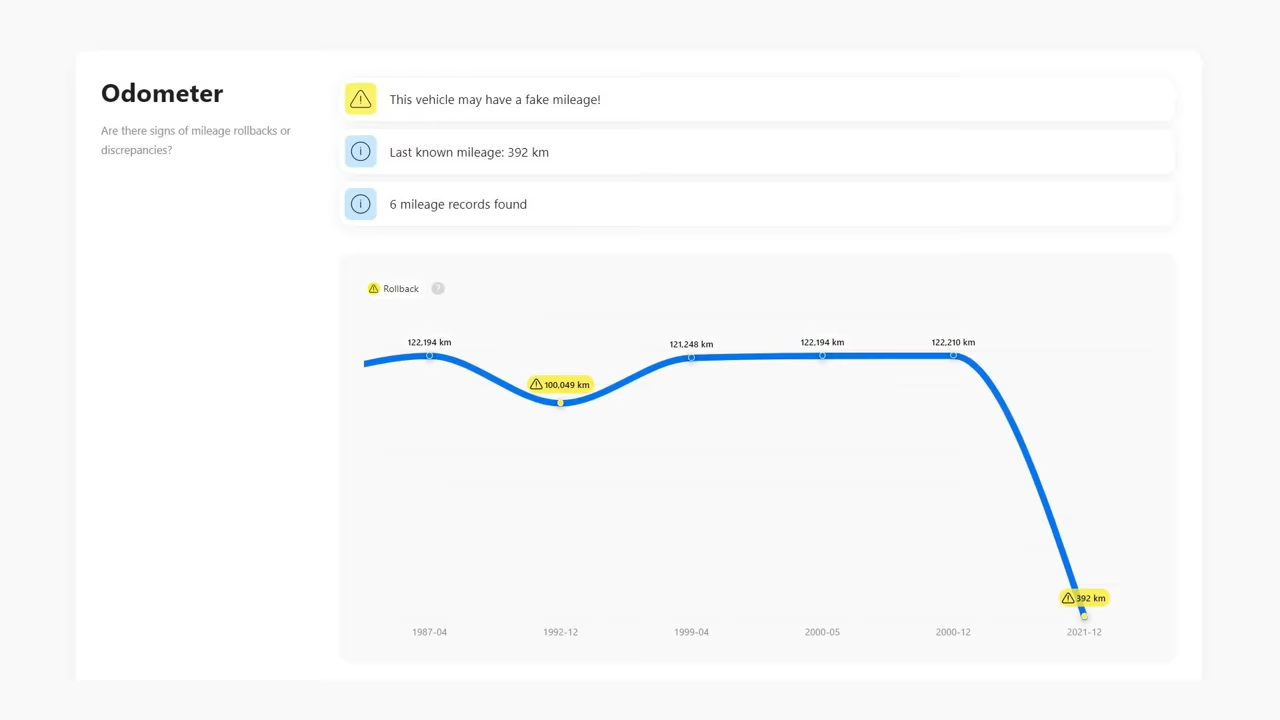 Odometer
Are there signs of mileage rollbacks or
discrepancies?
This vehicle may have a fake mileage!
Last known mileage: 392 km
6 mileage records found
Rollback ?
122,194 km
100,049 km
121,248 km
122,194 km
122,210 km
392 km
1987-04
1992-12
1999-04
2000-05
2000-12
2021-12